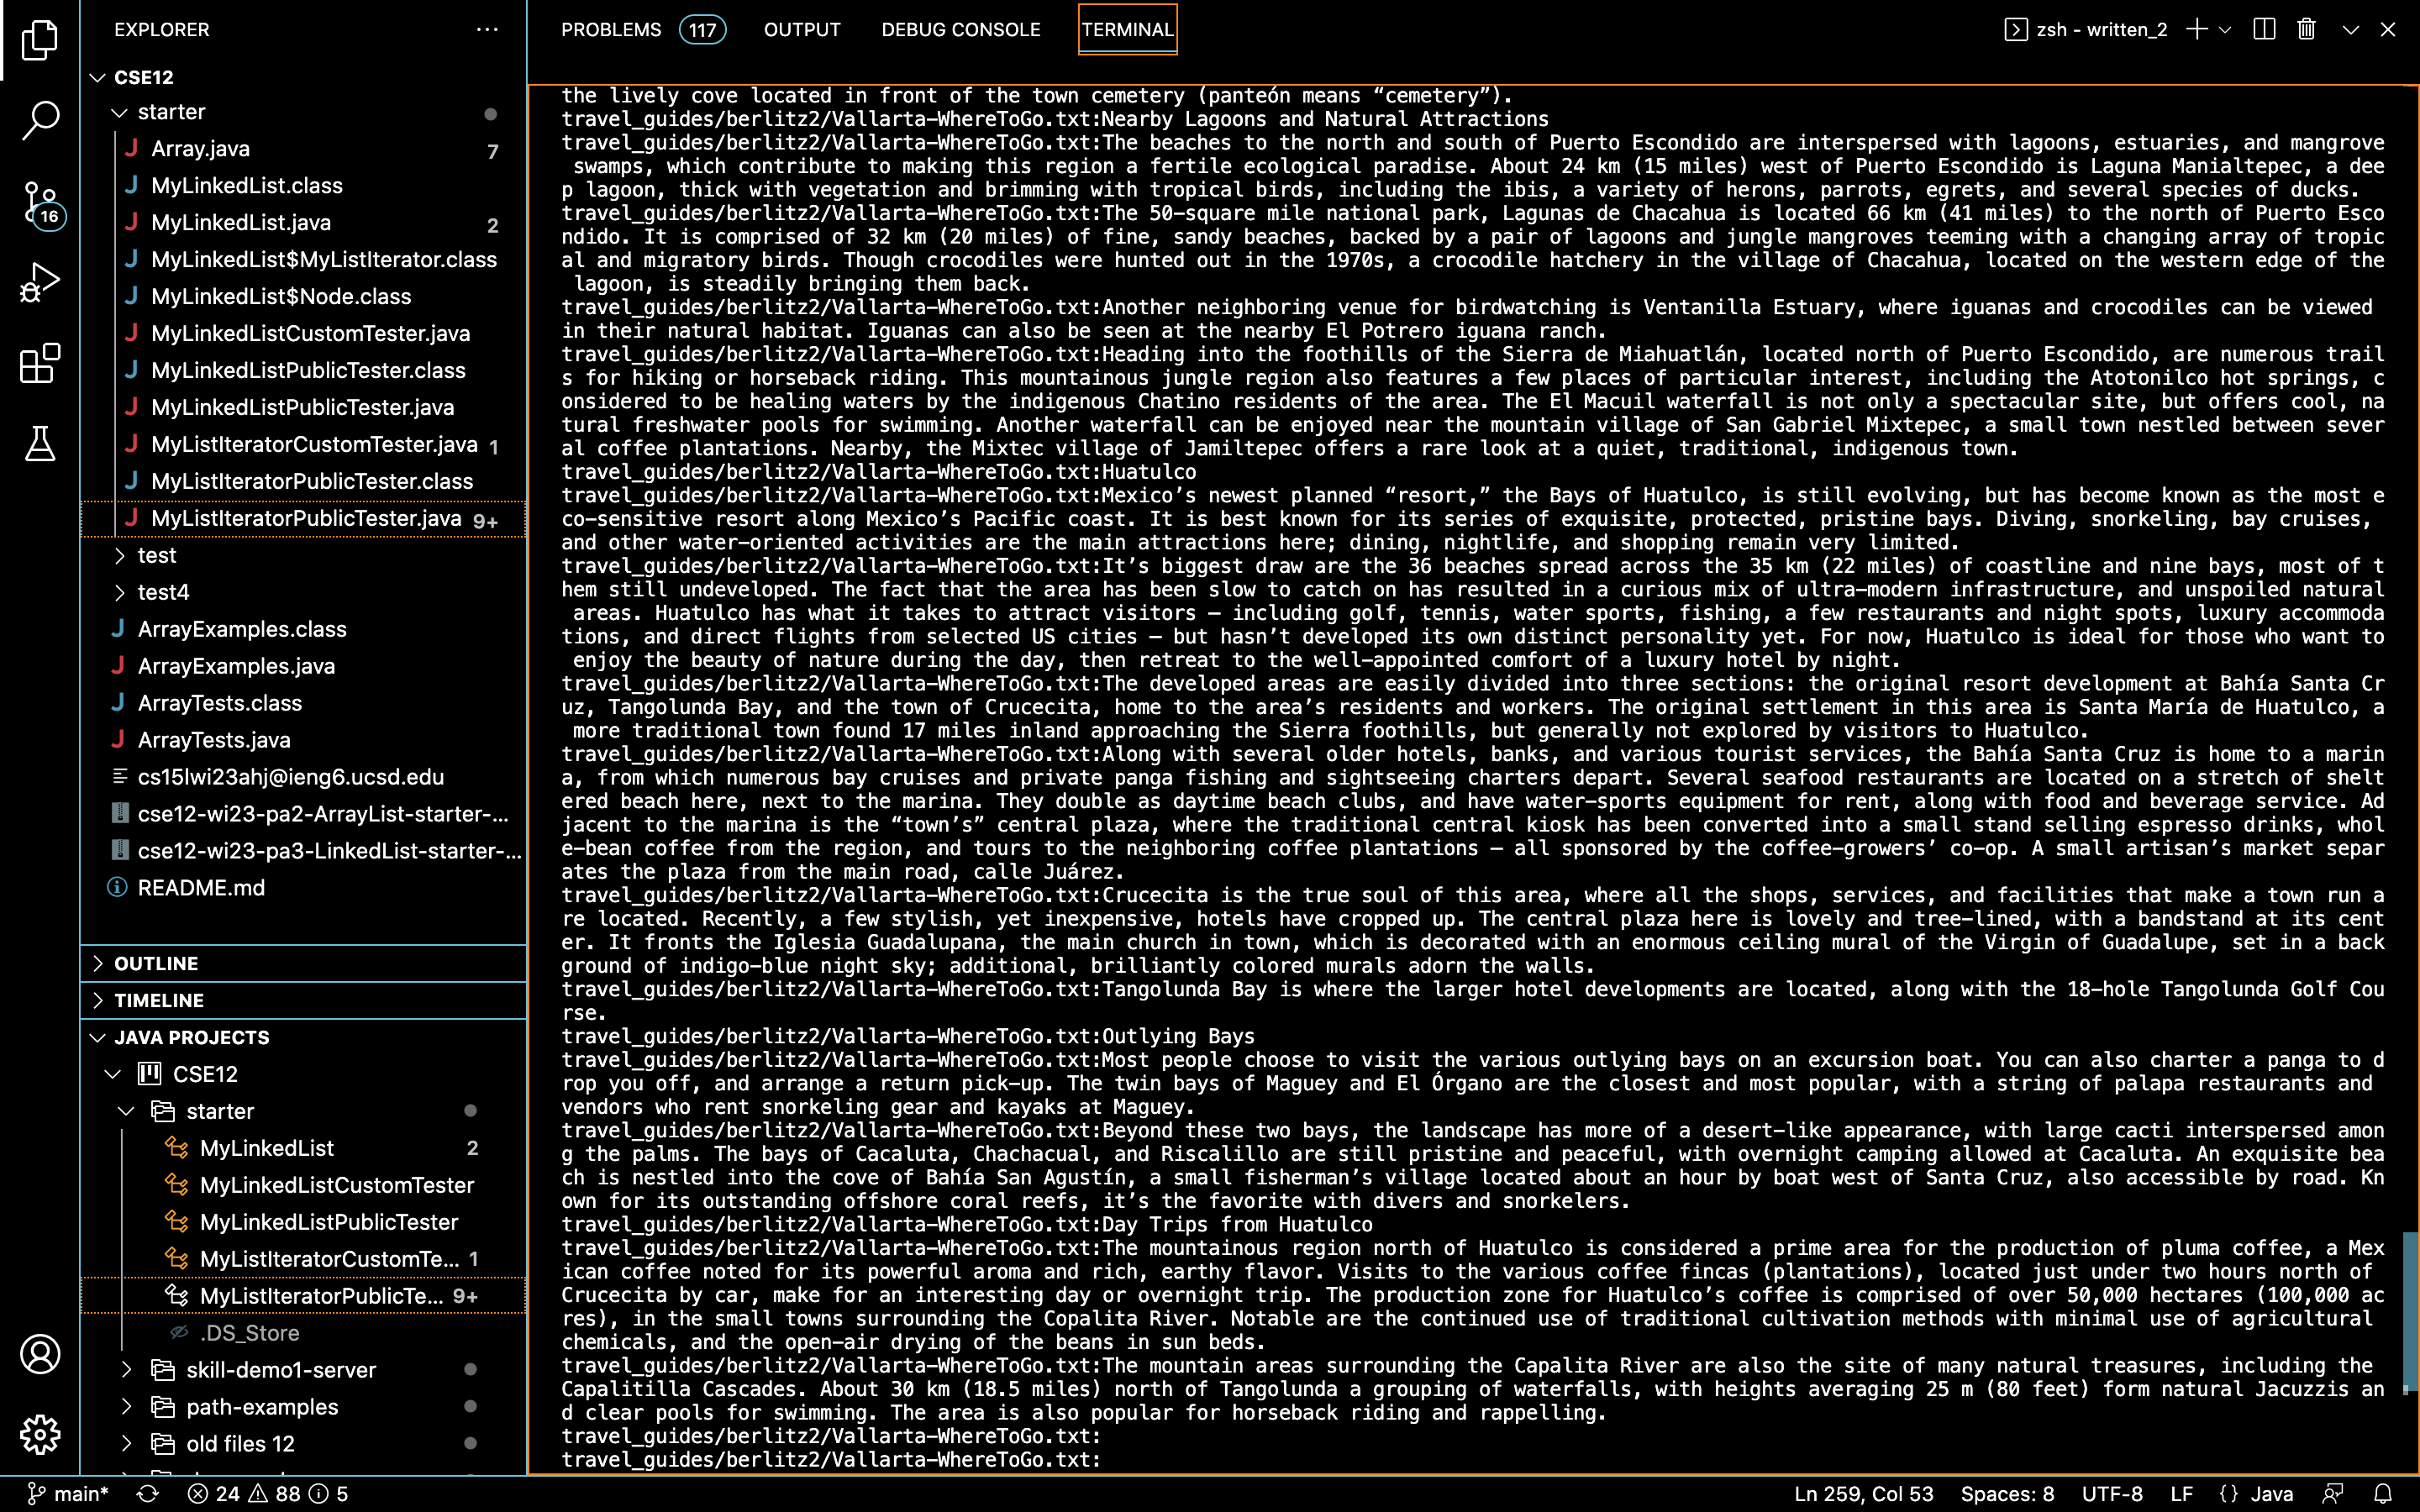 EXPLORER
CSE12
starter
Array.java 7
MyLinkedList.class
MyLinkedList.java 2
MyLinkedList$MyListIterator.class
MyLinkedList$Node.class
MyLinkedListCustomTester.java
MyLinkedListPublicTester.class
MyLinkedListPublicTester.java
MyListIteratorCustomTester.java 1
MyListIteratorPublicTester.class
MyListIteratorPublicTester.java 9+
test
test4
ArrayExamples.class
ArrayExamples.java
ArrayTests.class
ArrayTests.java
cs15lwi23ahj@ieng6.ucsd.edu
cse12-wi23-pa2-ArrayList-starter-...
cse12-wi23-pa3-LinkedList-starter-...
README.md
OUTLINE
TIMELINE
JAVA PROJECTS
CSE12
starter
MyLinkedList 2
MyLinkedListCustomTester
MyLinkedListPublicTester
MyListIteratorCustomTe... 1
MyListIteratorPublicTe... 9+
.DS_Store
skill-demo1-server
path-examples
old files 12
16
PROBLEMS 117 OUTPUT DEBUG CONSOLE TERMINAL zsh - written_2
the lively cove located in front of the town cemetery (panteón means “cemetery”).
travel_guides/berlitz2/Vallarta-WhereToGo.txt:Nearby Lagoons and Natural Attractions
travel_guides/berlitz2/Vallarta-WhereToGo.txt:The beaches to the north and south of Puerto Escondido are interspersed with lagoons, estuaries, and mangrove
swamps, which contribute to making this region a fertile ecological paradise. About 24 km (15 miles) west of Puerto Escondido is Laguna Manialtepec, a dee
p lagoon, thick with vegetation and brimming with tropical birds, including the ibis, a variety of herons, parrots, egrets, and several species of ducks.
travel_guides/berlitz2/Vallarta-WhereToGo.txt:The 50-square mile national park, Lagunas de Chacahua is located 66 km (41 miles) to the north of Puerto Esco
ndido. It is comprised of 32 km (20 miles) of fine, sandy beaches, backed by a pair of lagoons and jungle mangroves teeming with a changing array of tropic
al and migratory birds. Though crocodiles were hunted out in the 1970s, a crocodile hatchery in the village of Chacahua, located on the western edge of the
lagoon, is steadily bringing them back.
travel_guides/berlitz2/Vallarta-WhereToGo.txt:Another neighboring venue for birdwatching is Ventanilla Estuary, where iguanas and crocodiles can be viewed
in their natural habitat. Iguanas can also be seen at the nearby El Potrero iguana ranch.
travel_guides/berlitz2/Vallarta-WhereToGo.txt:Heading into the foothills of the Sierra de Miahuatlán, located north of Puerto Escondido, are numerous trail
s for hiking or horseback riding. This mountainous jungle region also features a few places of particular interest, including the Atotonilco hot springs, c
onsidered to be healing waters by the indigenous Chatino residents of the area. The El Macuil waterfall is not only a spectacular site, but offers cool, na
tural freshwater pools for swimming. Another waterfall can be enjoyed near the mountain village of San Gabriel Mixtepec, a small town nestled between sever
al coffee plantations. Nearby, the Mixtec village of Jamiltepec offers a rare look at a quiet, traditional, indigenous town.
travel_guides/berlitz2/Vallarta-WhereToGo.txt:Huatulco
travel_guides/berlitz2/Vallarta-WhereToGo.txt:Mexico’s newest planned “resort,” the Bays of Huatulco, is still evolving, but has become known as the most e
co-sensitive resort along Mexico’s Pacific coast. It is best known for its series of exquisite, protected, pristine bays. Diving, snorkeling, bay cruises,
and other water-oriented activities are the main attractions here; dining, nightlife, and shopping remain very limited.
travel_guides/berlitz2/Vallarta-WhereToGo.txt:It’s biggest draw are the 36 beaches spread across the 35 km (22 miles) of coastline and nine bays, most of t
hem still undeveloped. The fact that the area has been slow to catch on has resulted in a curious mix of ultra-modern infrastructure, and unspoiled natural
areas. Huatulco has what it takes to attract visitors — including golf, tennis, water sports, fishing, a few restaurants and night spots, luxury accommoda
tions, and direct flights from selected US cities — but hasn’t developed its own distinct personality yet. For now, Huatulco is ideal for those who want to
enjoy the beauty of nature during the day, then retreat to the well-appointed comfort of a luxury hotel by night.
travel_guides/berlitz2/Vallarta-WhereToGo.txt:The developed areas are easily divided into three sections: the original resort development at Bahía Santa Cr
uz, Tangolunda Bay, and the town of Crucecita, home to the area’s residents and workers. The original settlement in this area is Santa María de Huatulco, a
more traditional town found 17 miles inland approaching the Sierra foothills, but generally not explored by visitors to Huatulco.
travel_guides/berlitz2/Vallarta-WhereToGo.txt:Along with several older hotels, banks, and various tourist services, the Bahía Santa Cruz is home to a marin
a, from which numerous bay cruises and private panga fishing and sightseeing charters depart. Several seafood restaurants are located on a stretch of shelt
ered beach here, next to the marina. They double as daytime beach clubs, and have water-sports equipment for rent, along with food and beverage service. Ad
jacent to the marina is the “town’s” central plaza, where the traditional central kiosk has been converted into a small stand selling espresso drinks, whol
e-bean coffee from the region, and tours to the neighboring coffee plantations — all sponsored by the coffee-growers’ co-op. A small artisan’s market separ
ates the plaza from the main road, calle Juárez.
travel_guides/berlitz2/Vallarta-WhereToGo.txt:Crucecita is the true soul of this area, where all the shops, services, and facilities that make a town run a
re located. Recently, a few stylish, yet inexpensive, hotels have cropped up. The central plaza here is lovely and tree-lined, with a bandstand at its cent
er. It fronts the Iglesia Guadalupana, the main church in town, which is decorated with an enormous ceiling mural of the Virgin of Guadalupe, set in a back
ground of indigo-blue night sky; additional, brilliantly colored murals adorn the walls.
travel_guides/berlitz2/Vallarta-WhereToGo.txt:Tangolunda Bay is where the larger hotel developments are located, along with the 18-hole Tangolunda Golf Cou
rse.
travel_guides/berlitz2/Vallarta-WhereToGo.txt:Outlying Bays
travel_guides/berlitz2/Vallarta-WhereToGo.txt:Most people choose to visit the various outlying bays on an excursion boat. You can also charter a panga to d
rop you off, and arrange a return pick-up. The twin bays of Maguey and El Órgano are the closest and most popular, with a string of palapa restaurants and
vendors who rent snorkeling gear and kayaks at Maguey.
travel_guides/berlitz2/Vallarta-WhereToGo.txt:Beyond these two bays, the landscape has more of a desert-like appearance, with large cacti interspersed amon
g the palms. The bays of Cacaluta, Chachacual, and Riscalillo are still pristine and peaceful, with overnight camping allowed at Cacaluta. An exquisite bea
ch is nestled into the cove of Bahía San Agustín, a small fisherman’s village located about an hour by boat west of Santa Cruz, also accessible by road. Kn
own for its outstanding offshore coral reefs, it’s the favorite with divers and snorkelers.
travel_guides/berlitz2/Vallarta-WhereToGo.txt:Day Trips from Huatulco
travel_guides/berlitz2/Vallarta-WhereToGo.txt:The mountainous region north of Huatulco is considered a prime area for the production of pluma coffee, a Mex
ican coffee noted for its powerful aroma and rich, earthy flavor. Visits to the various coffee fincas (plantations), located just under two hours north of
Crucecita by car, make for an interesting day or overnight trip. The production zone for Huatulco’s coffee is comprised of over 50,000 hectares (100,000 ac
res), in the small towns surrounding the Copalita River. Notable are the continued use of traditional cultivation methods with minimal use of agricultural
chemicals, and the open-air drying of the beans in sun beds.
travel_guides/berlitz2/Vallarta-WhereToGo.txt:The mountain areas surrounding the Capalita River are also the site of many natural treasures, including the
Capalitilla Cascades. About 30 km (18.5 miles) north of Tangolunda a grouping of waterfalls, with heights averaging 25 m (80 feet) form natural Jacuzzis an
d clear pools for swimming. The area is also popular for horseback riding and rappelling.
travel_guides/berlitz2/Vallarta-WhereToGo.txt:
travel_guides/berlitz2/Vallarta-WhereToGo.txt:
main* 24 88 5 Ln 259, Col 53 Spaces: 8 UTF-8 LF {} Java